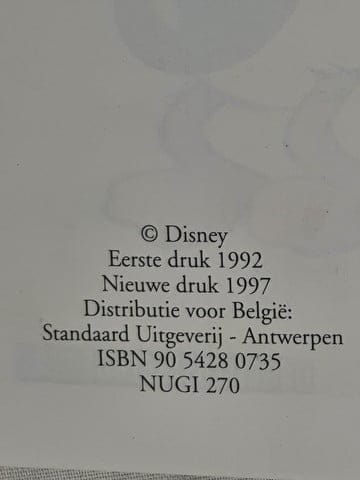 © Disney
Eerste druk 1992
Nieuwe druk 1997
Distributie voor België:
Standaard Uitgeverij - Antwerpen
ISBN 90 5428 0735
NUGI 270